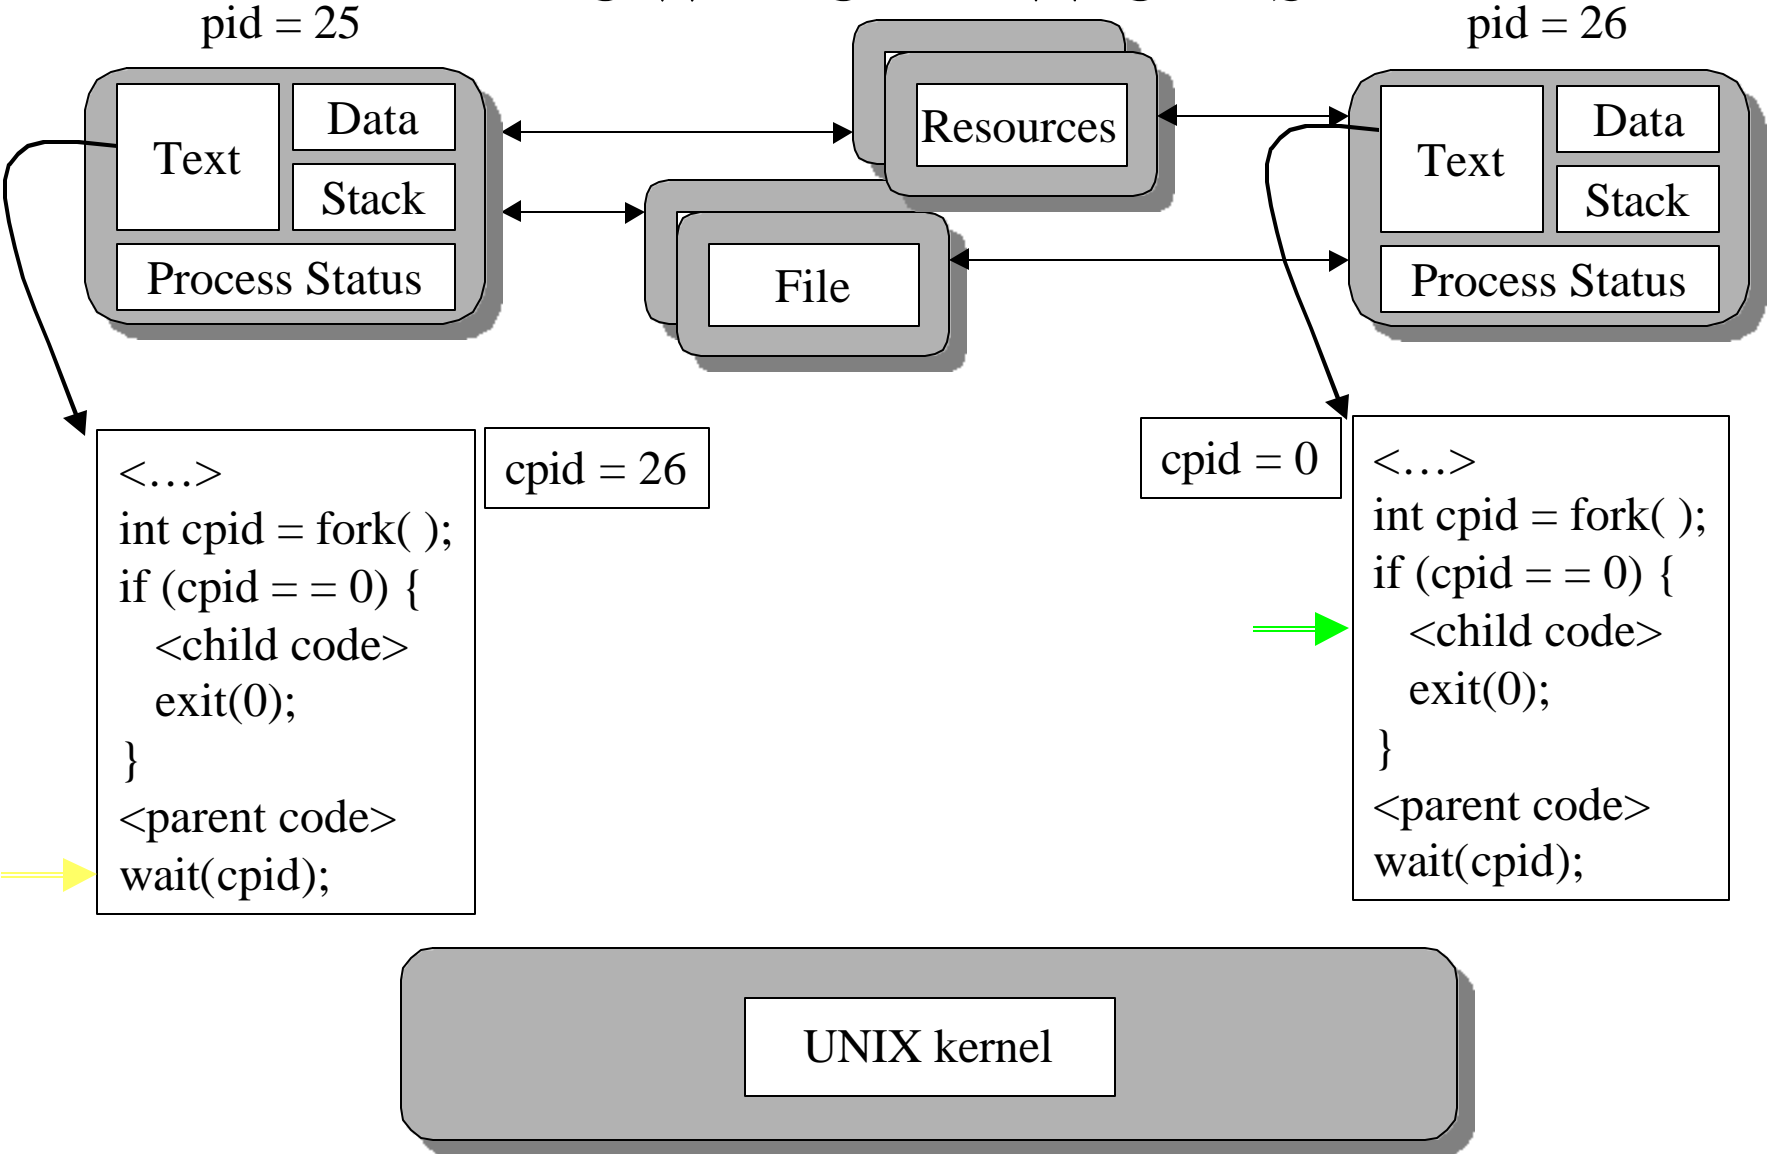 pid = 25
pid = 26
Text
Data
Stack
Process Status
Resources
File
Text
Data
Stack
Process Status
cpid = 26
<…>
int cpid = fork( );
if (cpid = = 0) {
<child code>
exit(0);
}
<parent code>
wait(cpid);
cpid = 0
<…>
int cpid = fork( );
if (cpid = = 0) {
<child code>
exit(0);
}
<parent code>
wait(cpid);
UNIX kernel